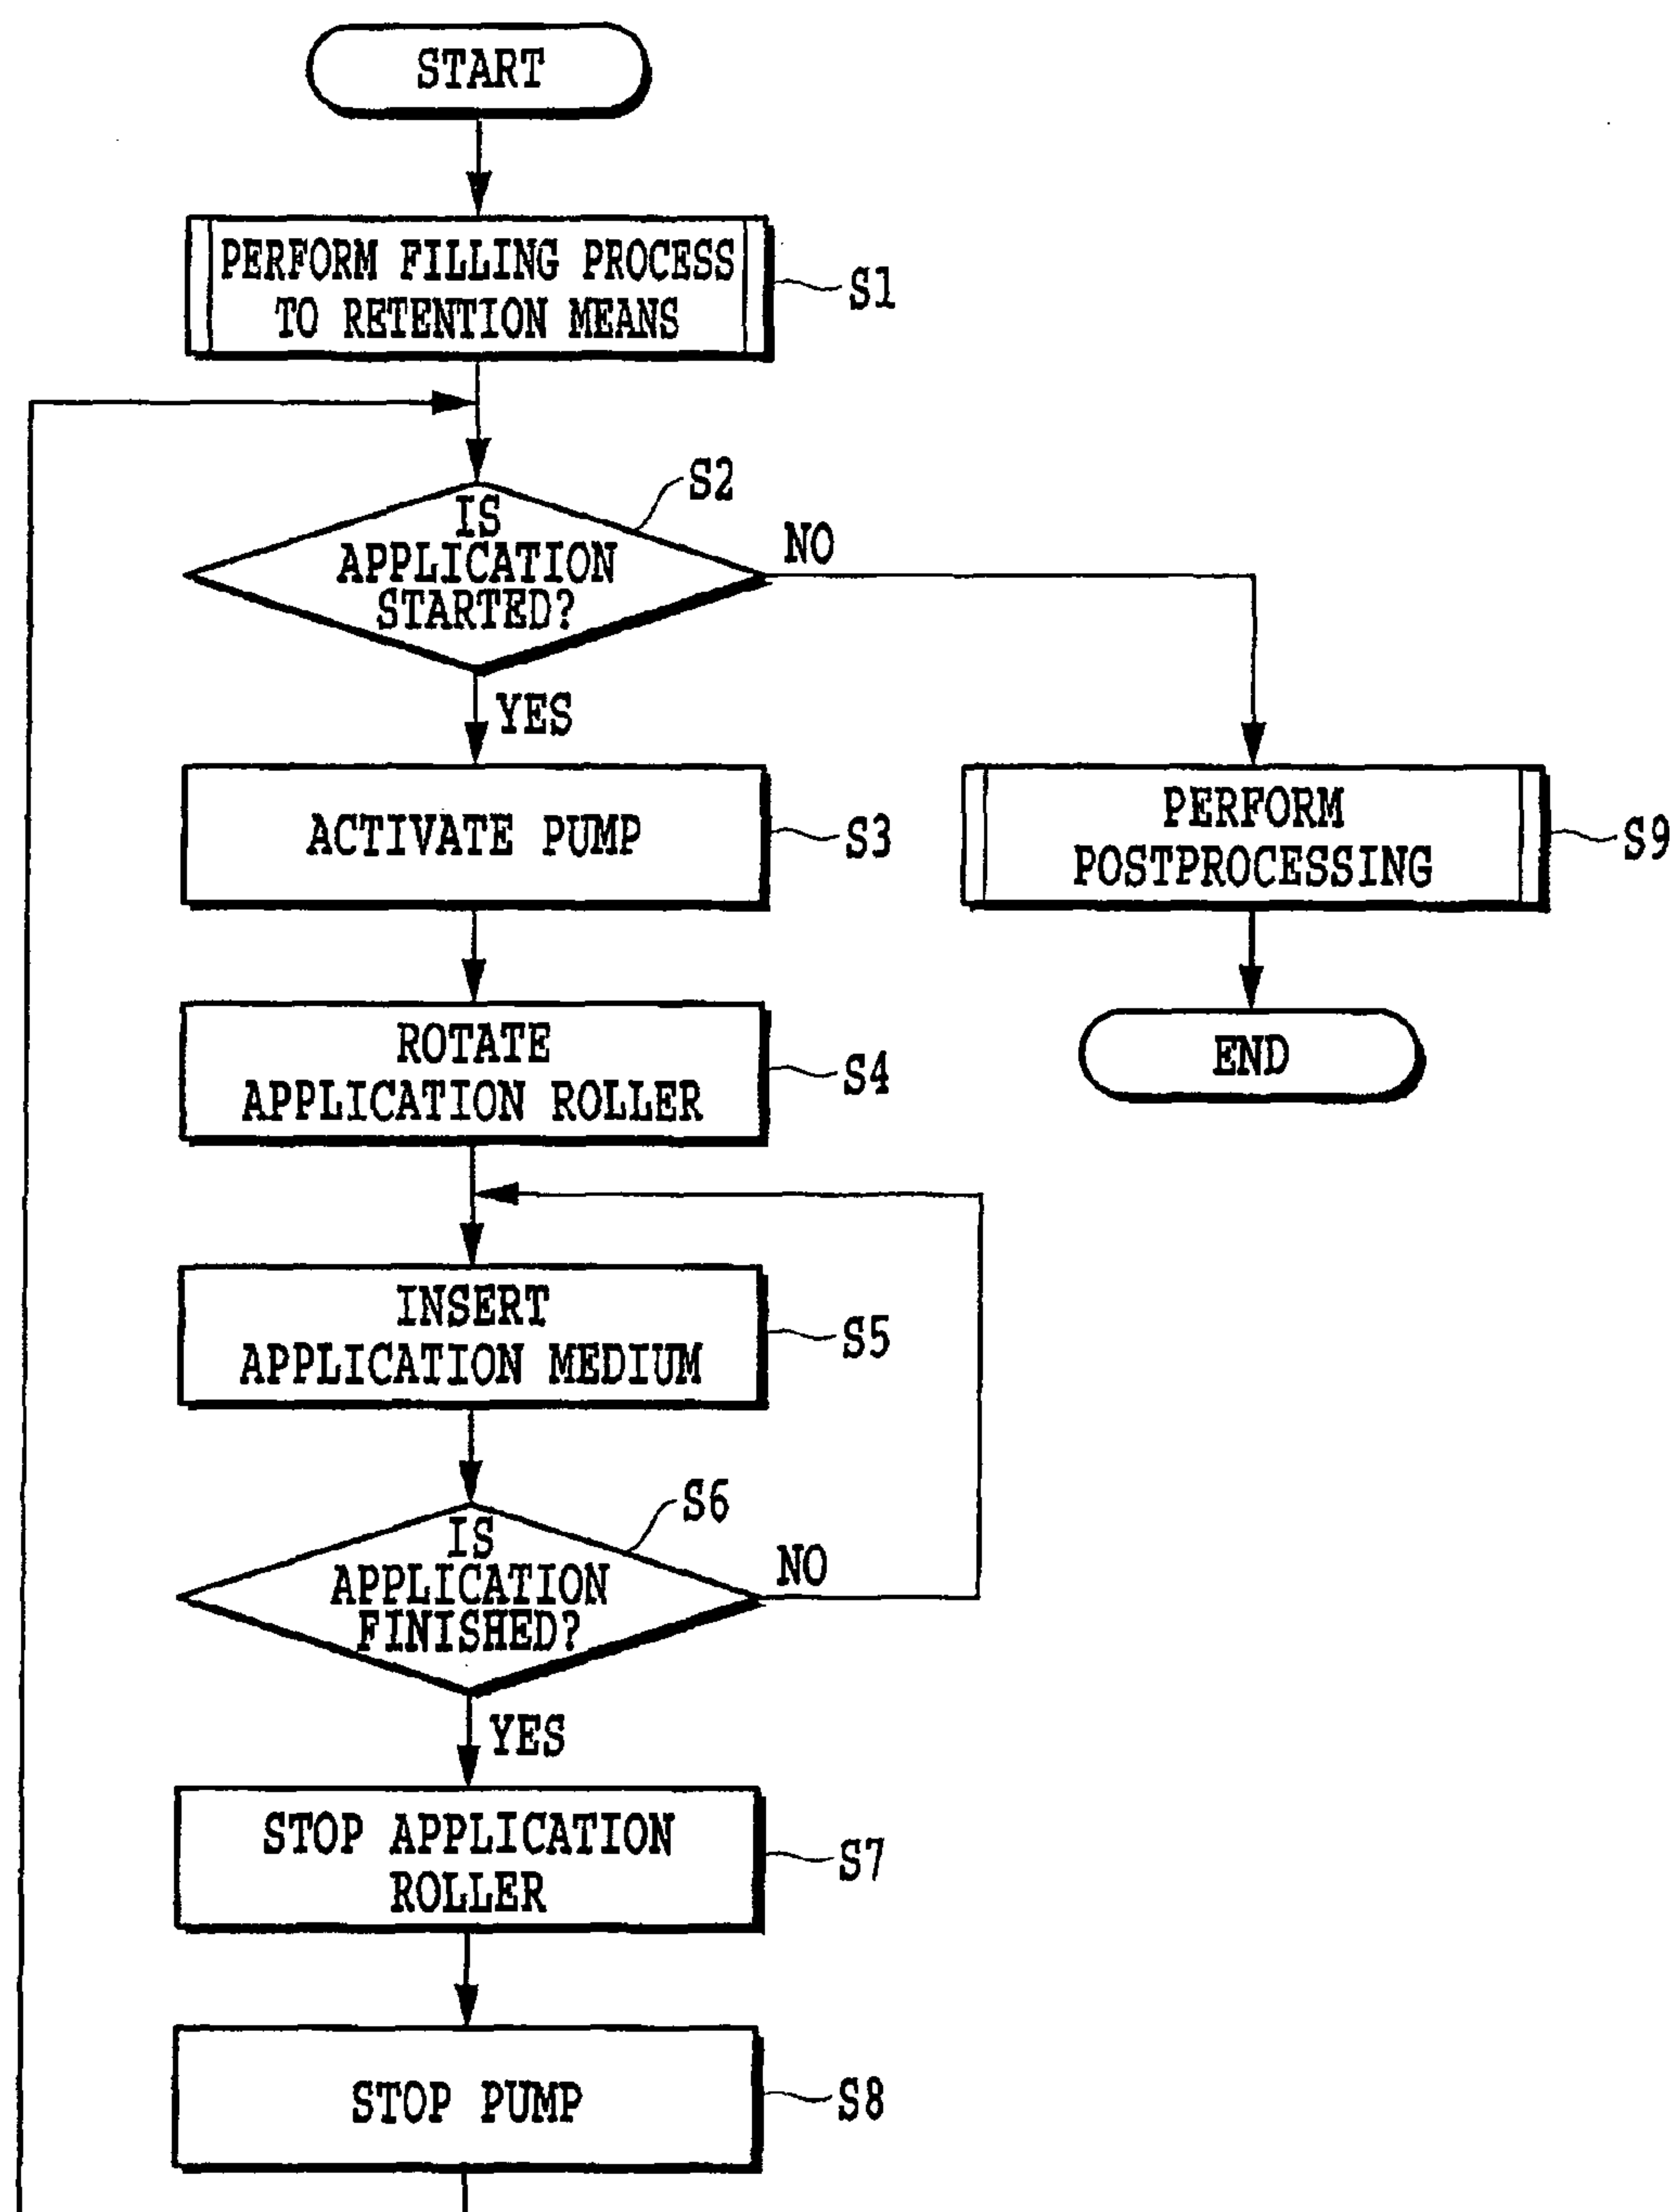 START
PERFORM FILLING PROCESS
TO RETENTION MEANS
S1
S2
IS
APPLICATION
STARTED?
NO
YES
ACTIVATE PUMP
S3
PERFORM
POSTPROCESSING
S9
ROTATE
APPLICATION ROLLER
S4
END
INSERT
APPLICATION MEDIUM
S5
S6
IS
APPLICATION
FINISHED?
NO
YES
STOP APPLICATION
ROLLER
S7
STOP PUMP
S8